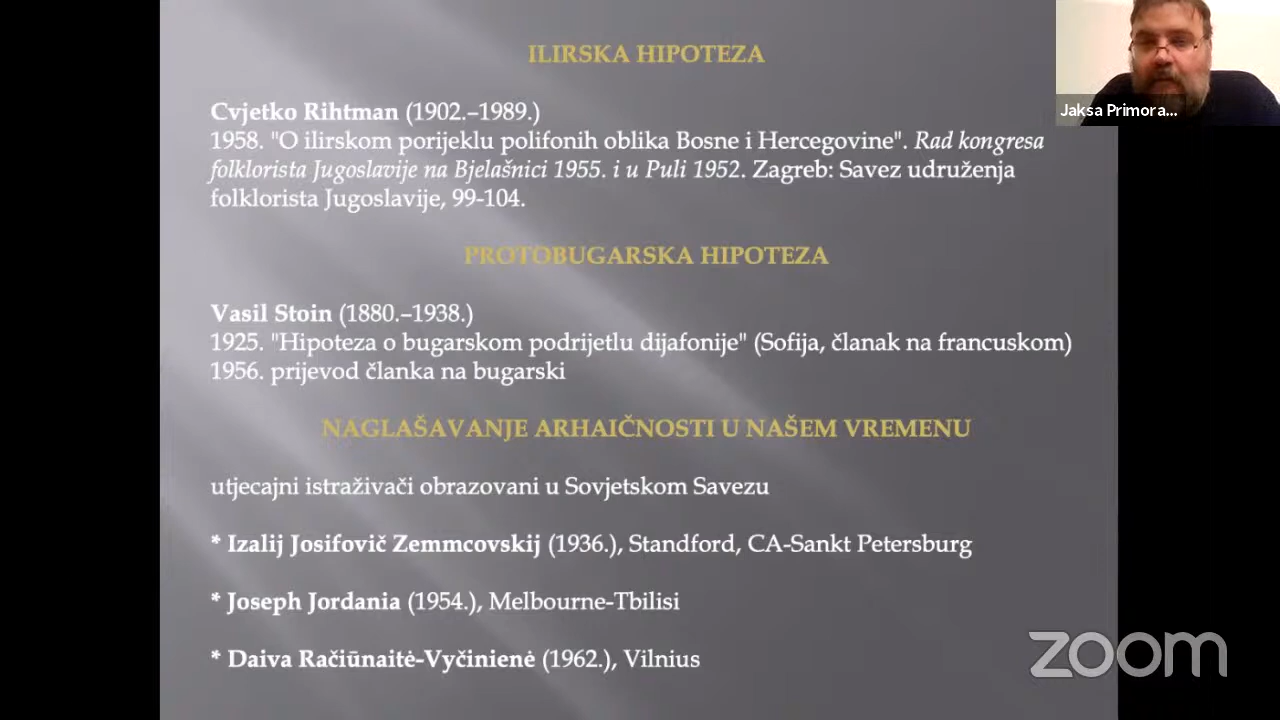 ILIRSKA HIPOTEZA
Cvjetko Rihtman (1902.–1989.)
1958. "O ilirskom porijeklu polifonih oblika Bosne i Hercegovine". Rad kongresa
folklorista Jugoslavije na Bjelašnici 1955. i u Puli 1952. Zagreb: Savez udruženja
folklorista Jugoslavije, 99-104.
PROTOBUGARSKA HIPOTEZA
Vasil Stoin (1880.–1938.)
1925. "Hipoteza o bugarskom podrijetlu dijafonije" (Sofija, članak na francuskom)
1956. prijevod članka na bugarski
NAGLAŠAVANJE ARHAIČNOSTI U NAŠEM VREMENU
utjecajni istraživači obrazovani u Sovjetskom Savezu
* Izalij Josifovič Zemmcovskij (1936.), Standford, CA-Sankt Petersburg
* Joseph Jordania (1954.), Melbourne-Tbilisi
* Daiva Račiūnaitė-Vyčinienė (1962.), Vilnius
Jaksa Primora...
zoom